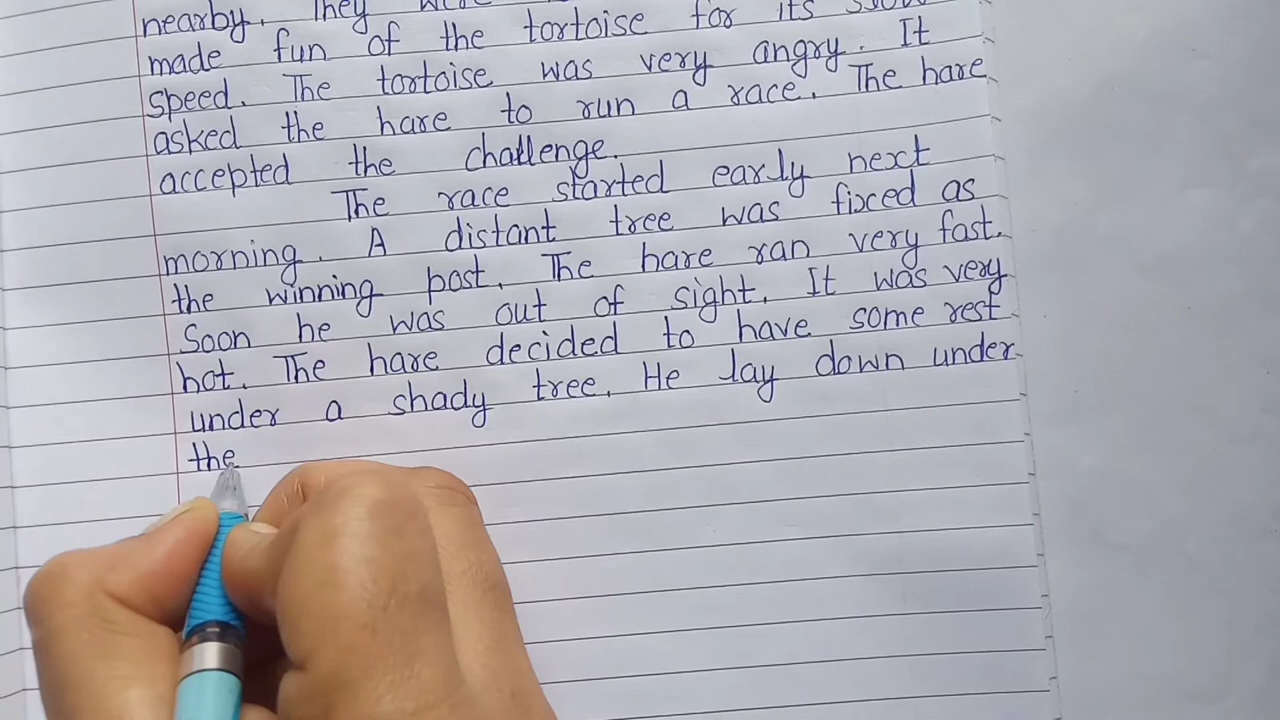 nearby. They were
made fun of the tortoise for its slow
speed. The tortoise was very angry. It
asked the hare to run a race. The hare
accepted the challenge.
The race started early next
morning. A distant tree was fixed as
the winning post. The hare ran very fast.
Soon he was out of sight. It was very
hot. The hare decided to have some rest
under a shady tree. He lay down under
the